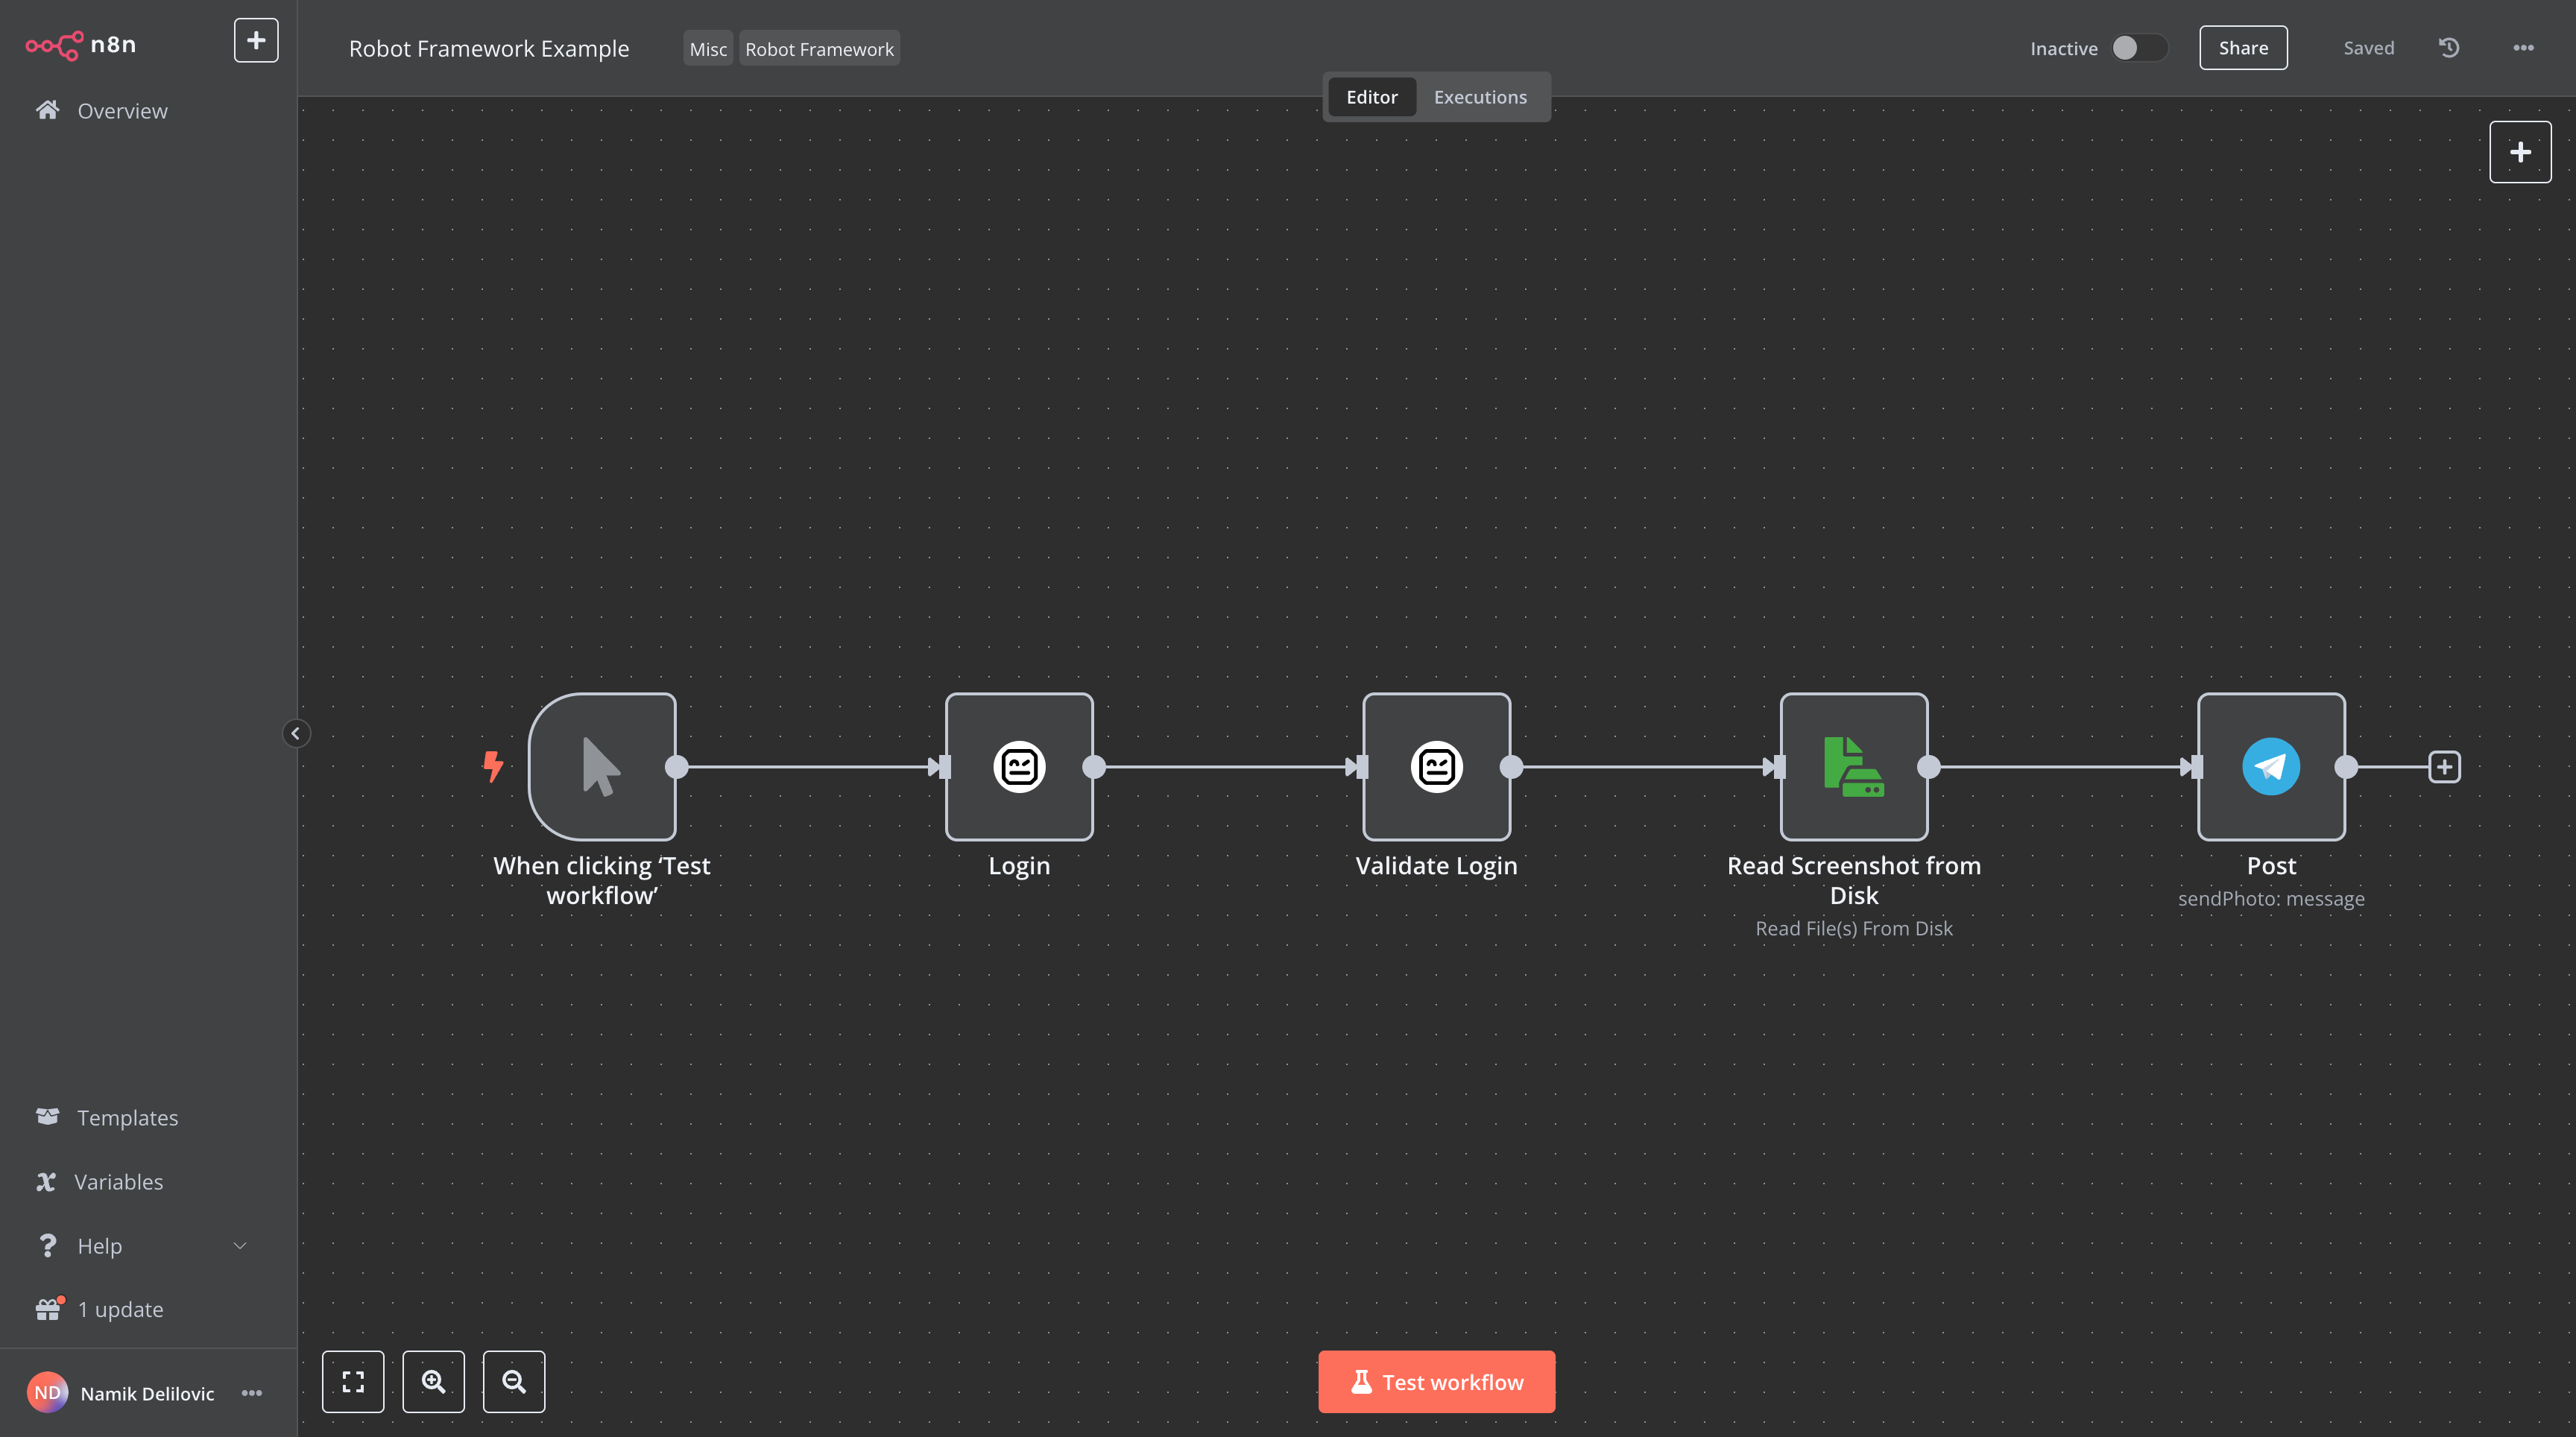 n8n
Robot Framework Example
Misc
Robot Framework
Inactive
Share
Saved
Editor
Executions
Overview
When clicking ‘Test
workflow’
Login
Validate Login
Read Screenshot from
Disk
Read File(s) From Disk
Post
sendPhoto: message
Templates
Variables
Help
1 update
ND
Namik Delilovic
Test workflow